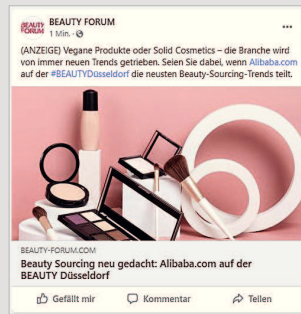 BEAUTY FORUM
BEAUTY FORUM
1 Min. ·
(ANZEIGE) Vegane Produkte oder Solid Cosmetics – die Branche wird
von immer neuen Trends getrieben. Seien Sie dabei, wenn Alibaba.com
auf der #BEAUTYDüsseldorf die neusten Beauty-Sourcing-Trends teilt.
BEAUTY-FORUM.COM
Beauty Sourcing neu gedacht: Alibaba.com auf der
BEAUTY Düsseldorf
Gefällt mir Kommentar Teilen